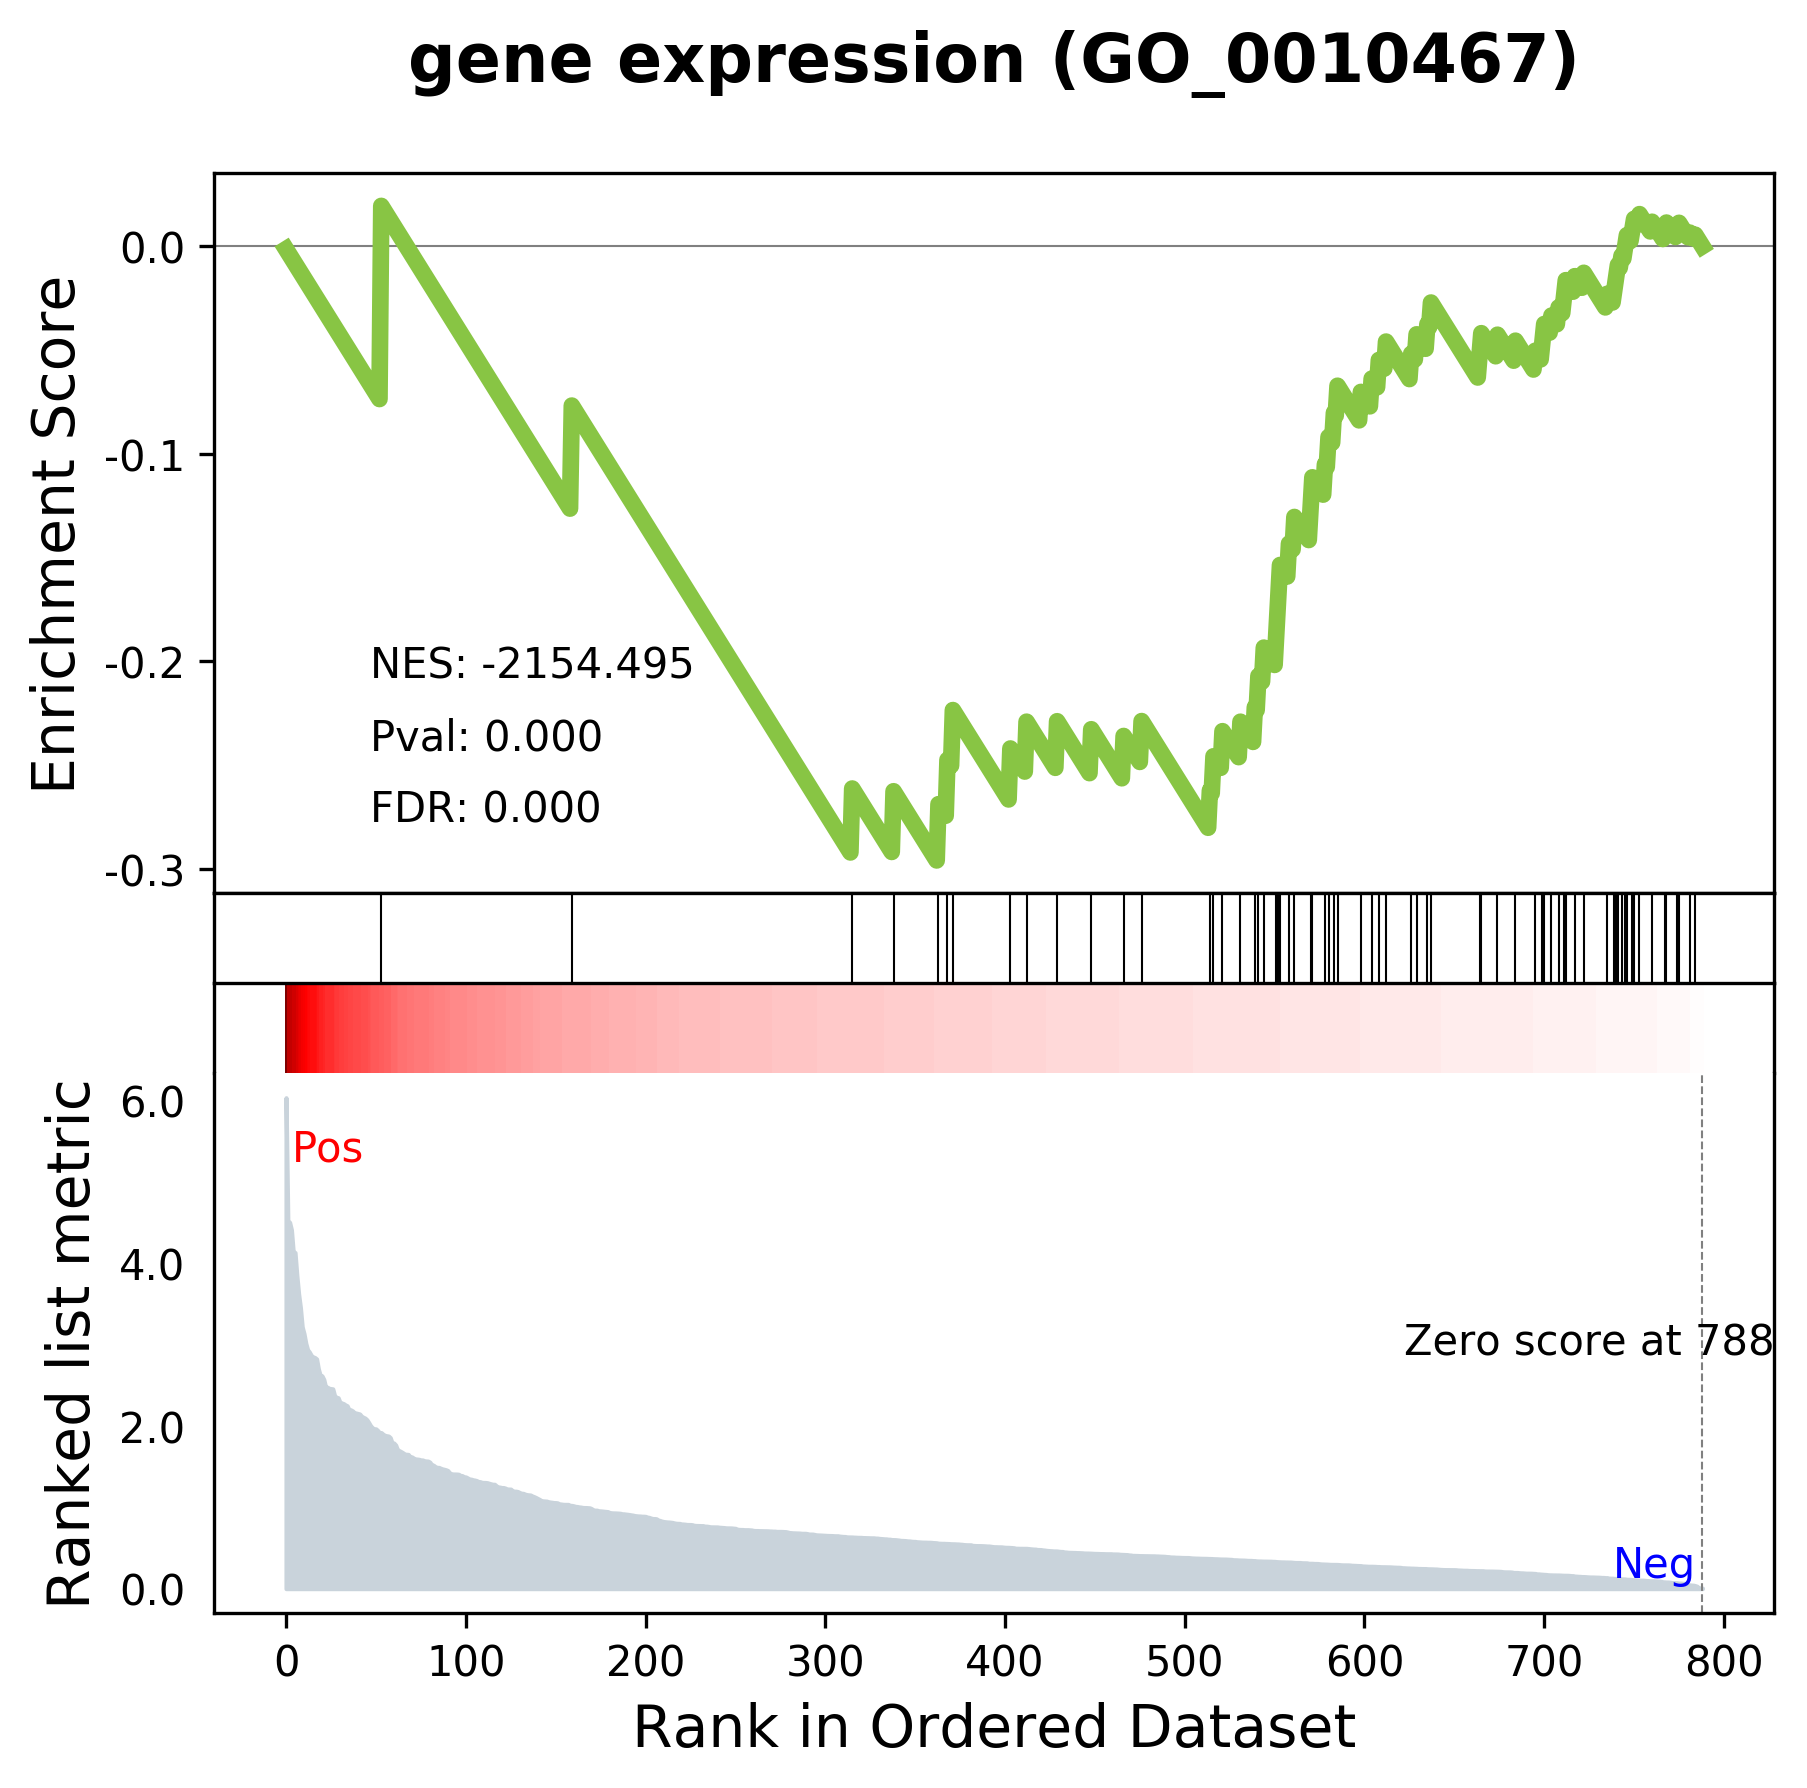 gene expression (GO_0010467)
Enrichment Score
0.0
-0.1
-0.2
-0.3
NES: -2154.495
Pval: 0.000
FDR: 0.000
Ranked list metric
6.0
4.0
2.0
0.0
Pos
Zero score at 788
Neg
0 100 200 300 400 500 600 700 800
Rank in Ordered Dataset